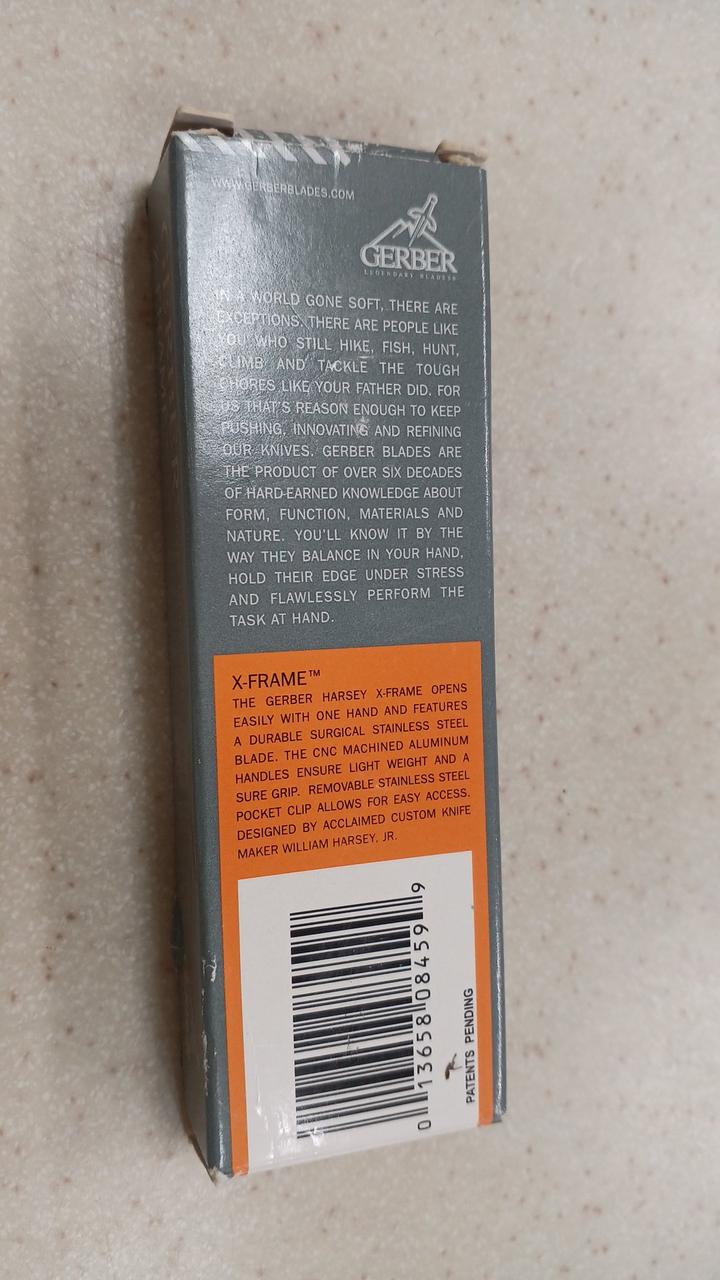 WWW.GERBERBLADES.COM
GERBER
LEGENDARY BLADES®
IN A WORLD GONE SOFT, THERE ARE
EXCEPTIONS. THERE ARE PEOPLE LIKE
YOU WHO STILL HIKE, FISH, HUNT,
CLIMB AND TACKLE THE TOUGH
CHORES LIKE YOUR FATHER DID. FOR
US THAT'S REASON ENOUGH TO KEEP
PUSHING, INNOVATING AND REFINING
OUR KNIVES. GERBER BLADES ARE
THE PRODUCT OF OVER SIX DECADES
OF HARD-EARNED KNOWLEDGE ABOUT
FORM, FUNCTION, MATERIALS AND
NATURE. YOU'LL KNOW IT BY THE
WAY THEY BALANCE IN YOUR HAND,
HOLD THEIR EDGE UNDER STRESS
AND FLAWLESSLY PERFORM THE
TASK AT HAND.
X-FRAME™
THE GERBER HARSEY X-FRAME OPENS
EASILY WITH ONE HAND AND FEATURES
A DURABLE SURGICAL STAINLESS STEEL
BLADE. THE CNC MACHINED ALUMINUM
HANDLES ENSURE LIGHT WEIGHT AND A
SURE GRIP. REMOVABLE STAINLESS STEEL
POCKET CLIP ALLOWS FOR EASY ACCESS.
DESIGNED BY ACCLAIMED CUSTOM KNIFE
MAKER WILLIAM HARSEY, JR.
0 13658 08459 9
PATENTS PENDING